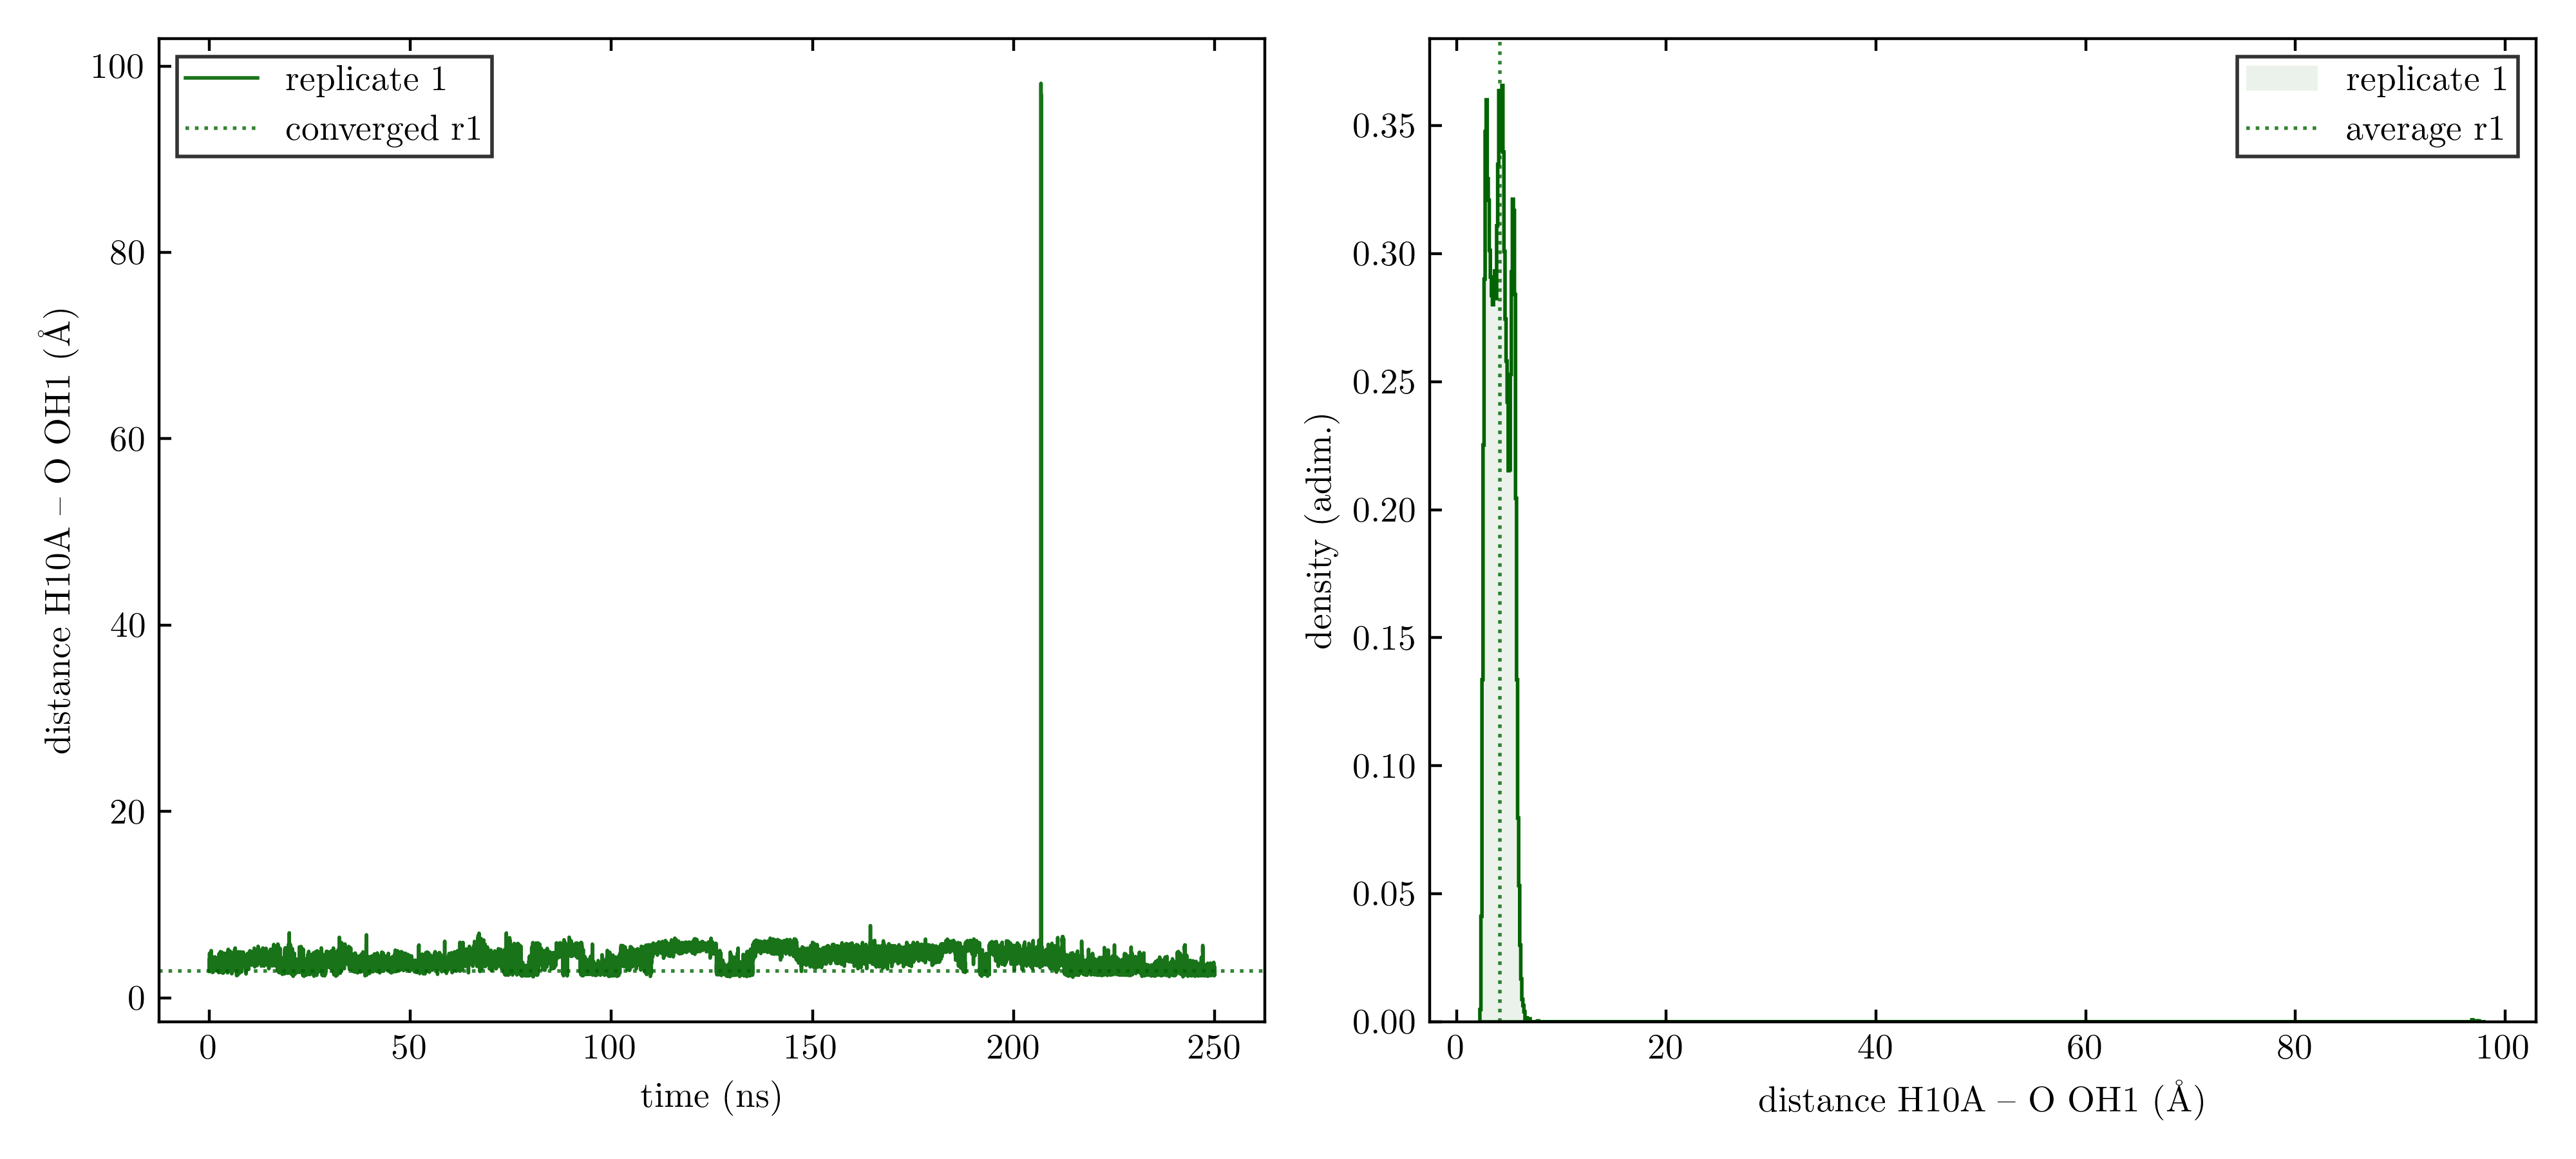 replicate 1
converged r1
distance H10A – O OH1 (Å)
100
80
60
40
20
0
0 50 100 150 200 250
time (ns)
replicate 1
average r1
density (adim.)
0.35
0.30
0.25
0.20
0.15
0.10
0.05
0.00
0 20 40 60 80 100
distance H10A – O OH1 (Å)